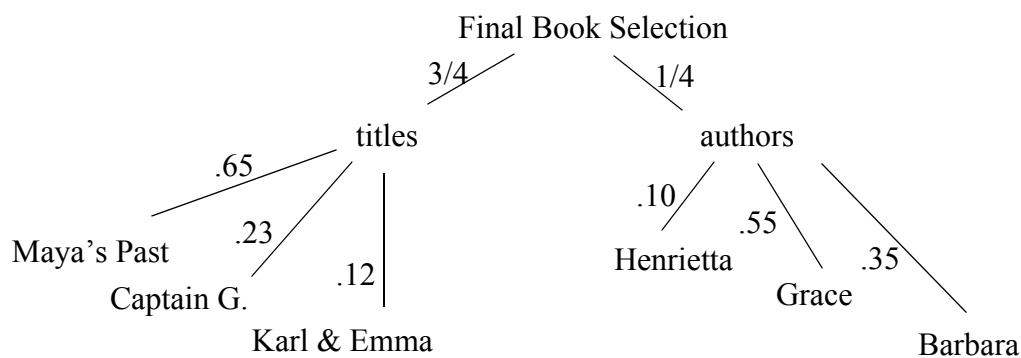 Final Book Selection
3/4
1/4
titles
authors
.65
.23
.12
.10
.55
.35
Maya's Past
Captain G.
Karl & Emma
Henrietta
Grace
Barbara